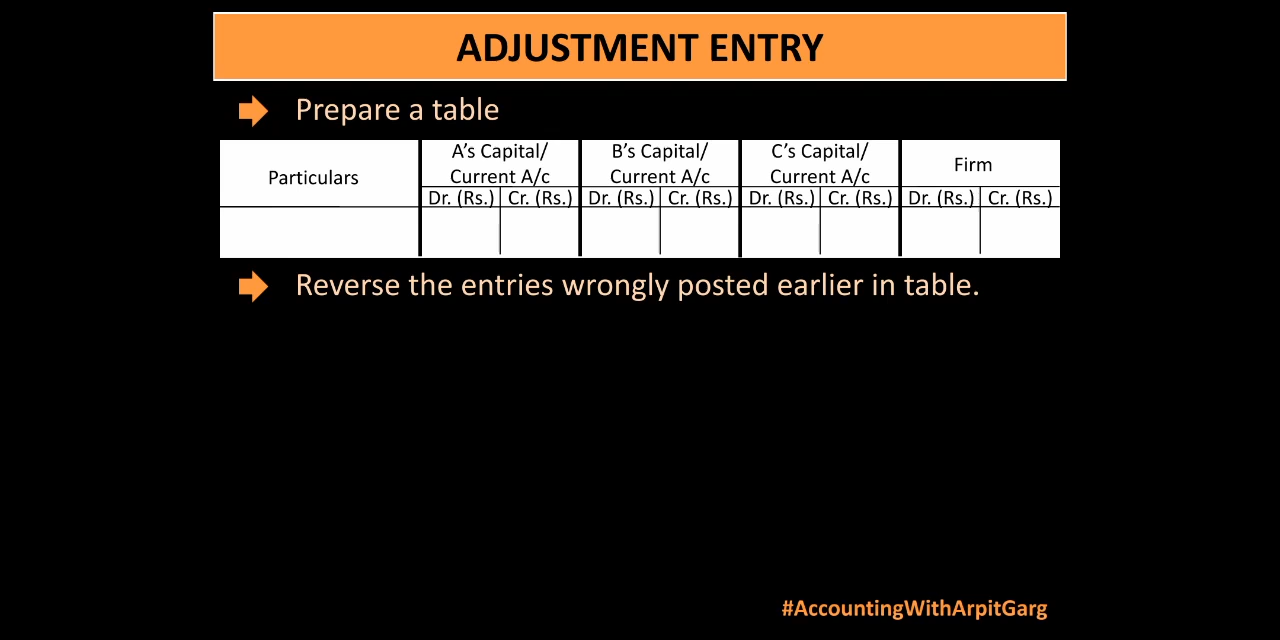 ADJUSTMENT ENTRY
Prepare a table
Particulars
A's Capital/
Current A/c
B's Capital/
Current A/c
C's Capital/
Current A/c
Firm
Dr. (Rs.) Cr. (Rs.) Dr. (Rs.) Cr. (Rs.) Dr. (Rs.) Cr. (Rs.) Dr. (Rs.) Cr. (Rs.)
Reverse the entries wrongly posted earlier in table.
#AccountingWithArpitGarg